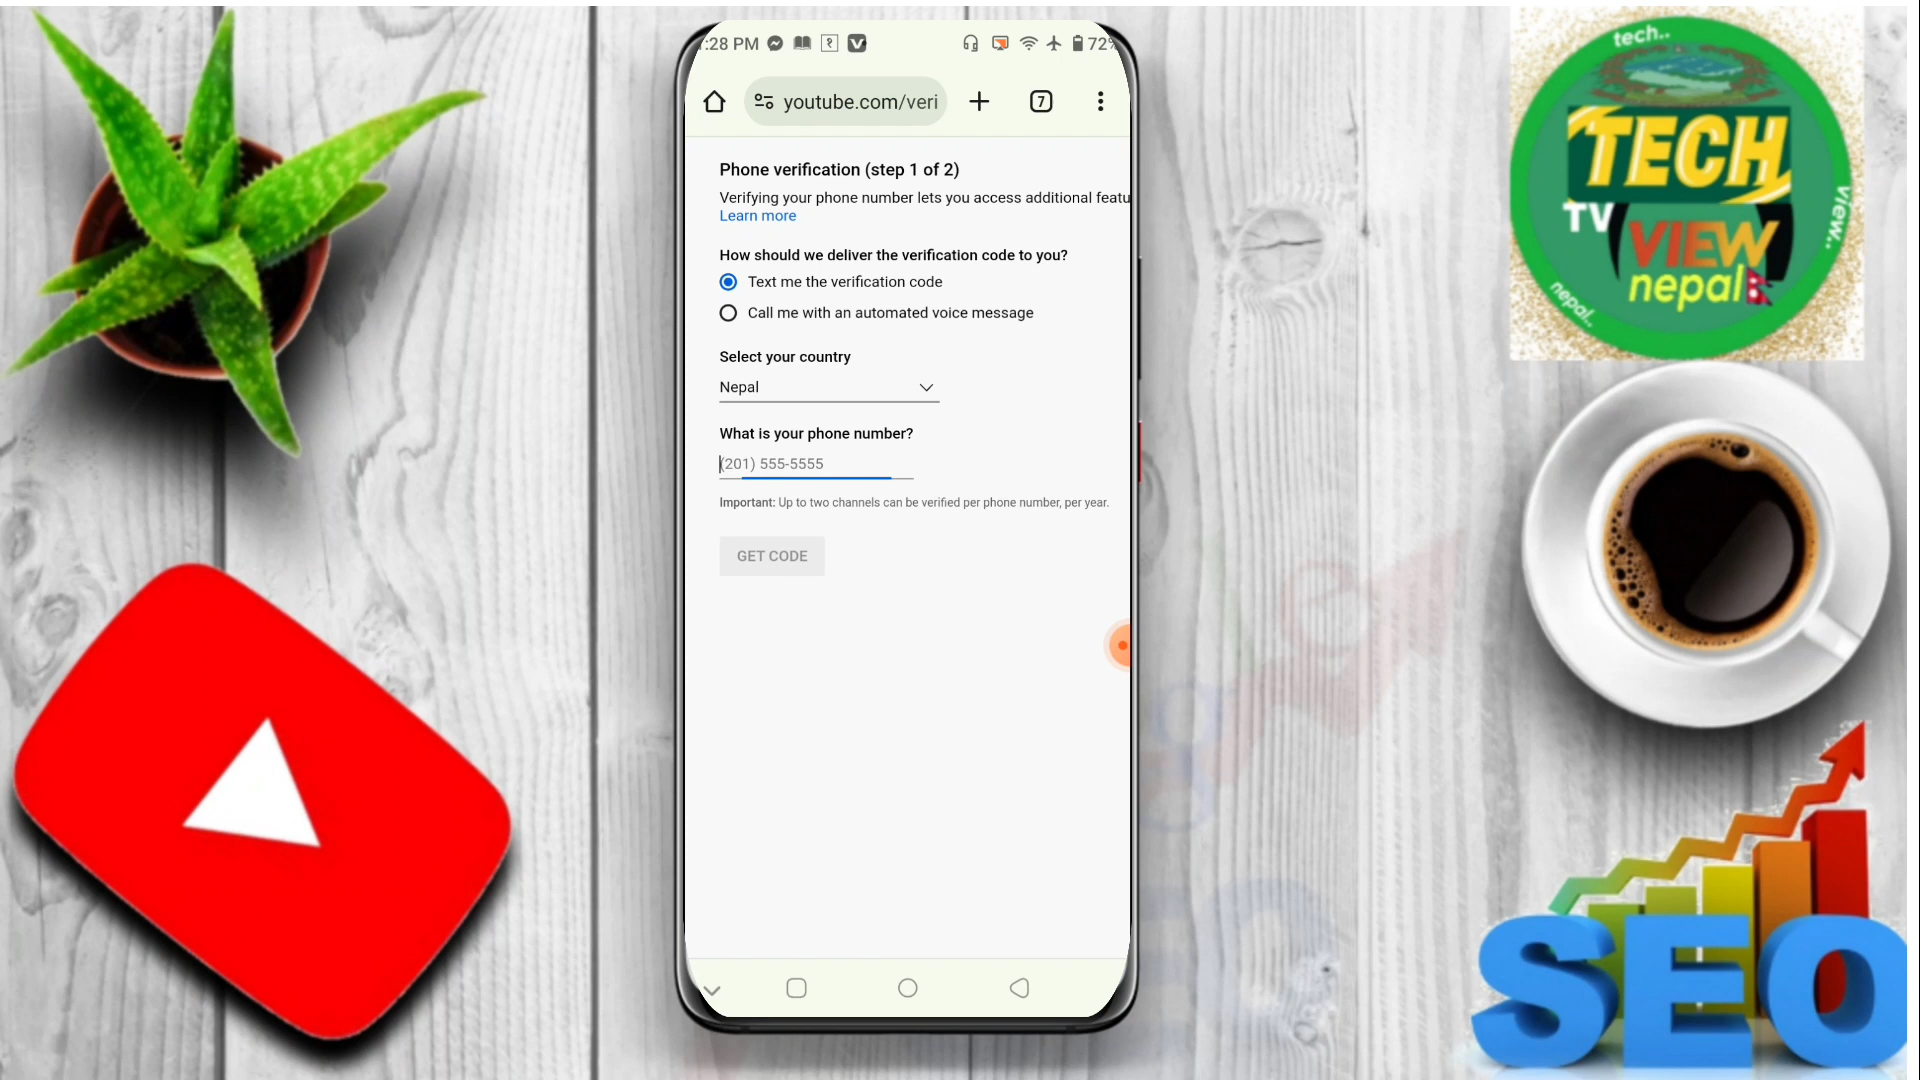 :28 PM
72%
youtube.com/veri
7
Phone verification (step 1 of 2)
Verifying your phone number lets you access additional featu
Learn more
How should we deliver the verification code to you?
Text me the verification code
Call me with an automated voice message
Select your country
Nepal
What is your phone number?
(201) 555-5555
Important: Up to two channels can be verified per phone number, per year.
GET CODE
tech..
TECH
TV
VIEW
nepal
view..
nepal..
SEO